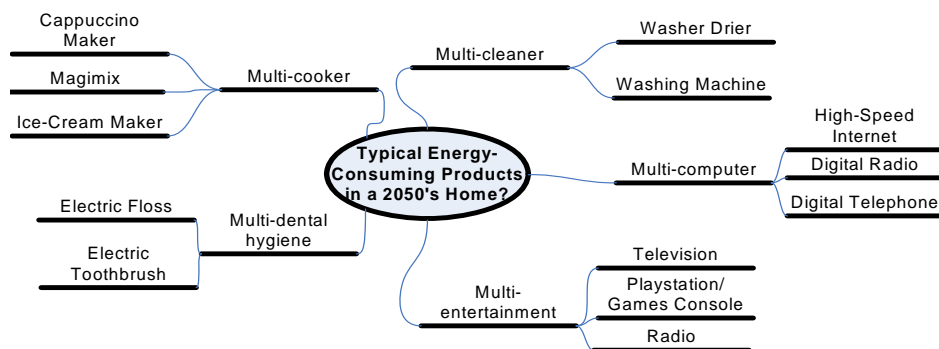 Cappuccino
Maker
Magimix
Ice-Cream Maker
Multi-cooker
Multi-cleaner
Washer Drier
Washing Machine
Typical Energy-
Consuming Products
in a 2050's Home?
Multi-computer
High-Speed
Internet
Digital Radio
Digital Telephone
Electric Floss
Electric
Toothbrush
Multi-dental
hygiene
Multi-
entertainment
Television
Playstation/
Games Console
Radio